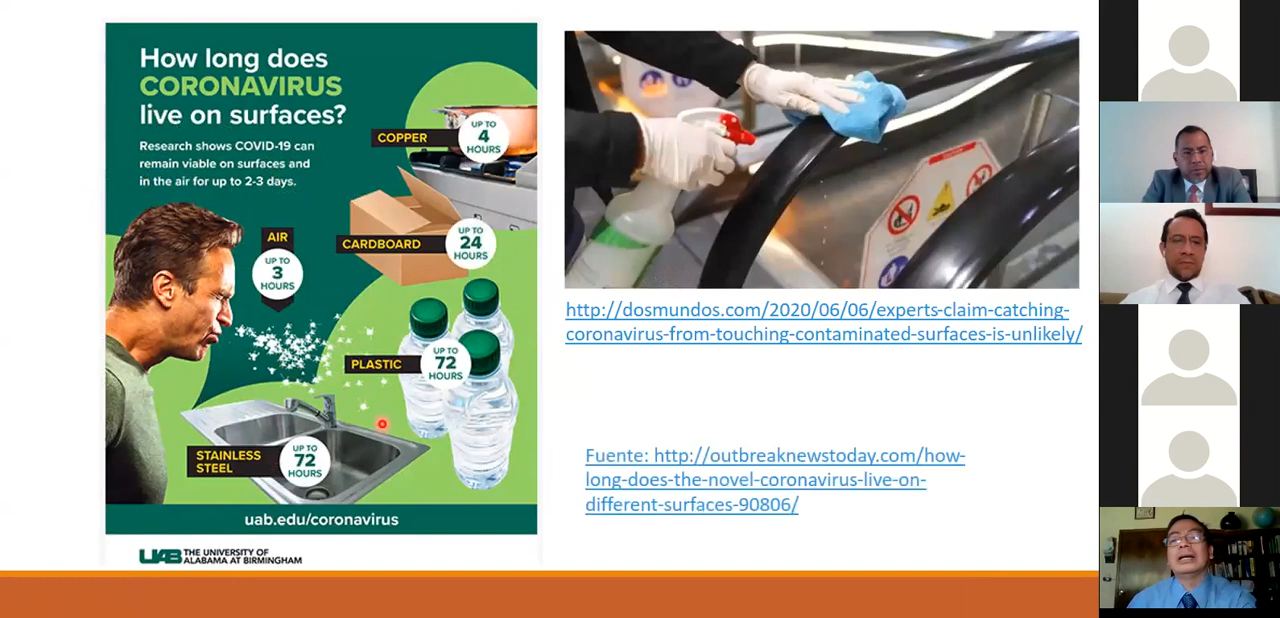 How long does
CORONAVIRUS
live on surfaces?
Research shows COVID-19 can
remain viable on surfaces and
in the air for up to 2-3 days.
COPPER
UP TO
4
HOURS
CARDBOARD
UP TO
24
HOURS
AIR
UP TO
3
HOURS
PLASTIC
UP TO
72
HOURS
STAINLESS
STEEL
UP TO
72
HOURS
uab.edu/coronavirus
UAB THE UNIVERSITY OF
ALABAMA AT BIRMINGHAM
http://dosmundos.com/2020/06/06/experts-claim-catching-
coronavirus-from-touching-contaminated-surfaces-is-unlikely/
Fuente: http://outbreaknewstoday.com/how-
long-does-the-novel-coronavirus-live-on-
different-surfaces-90806/